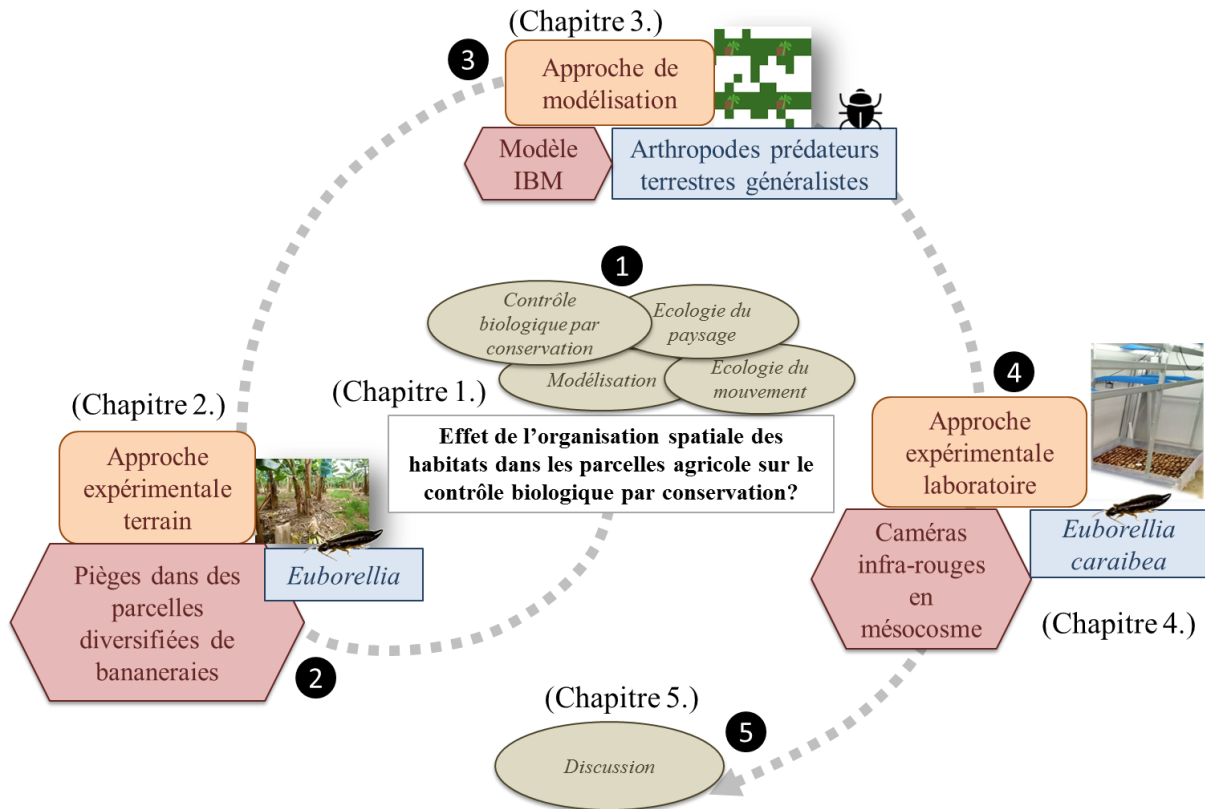 (Chapitre 3.)
3
Approche de
modélisation
Modèle
IBM
Arthropodes prédateurs
terrestres généralistes
1
Contrôle
biologique par
conservation
Ecologie du
paysage
Modélisation
Ecologie du
mouvement
(Chapitre 1.)
Effet de l’organisation spatiale des
habitats dans les parcelles agricole sur le
contrôle biologique par conservation?
(Chapitre 2.)
Approche
expérimentale
terrain
Euborellia
Pièges dans des
parcelles
diversifiées de
bananeraies
2
4
Approche
expérimentale
laboratoire
Caméras
infra-rouges
en
mésocosme
Euborellia
caraibea
(Chapitre 4.)
(Chapitre 5.)
5
Discussion